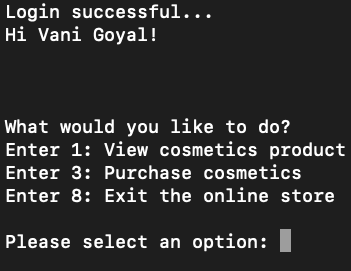 Login successful...
Hi Vani Goyal!
What would you like to do?
Enter 1: View cosmetics product
Enter 3: Purchase cosmetics
Enter 8: Exit the online store
Please select an option: